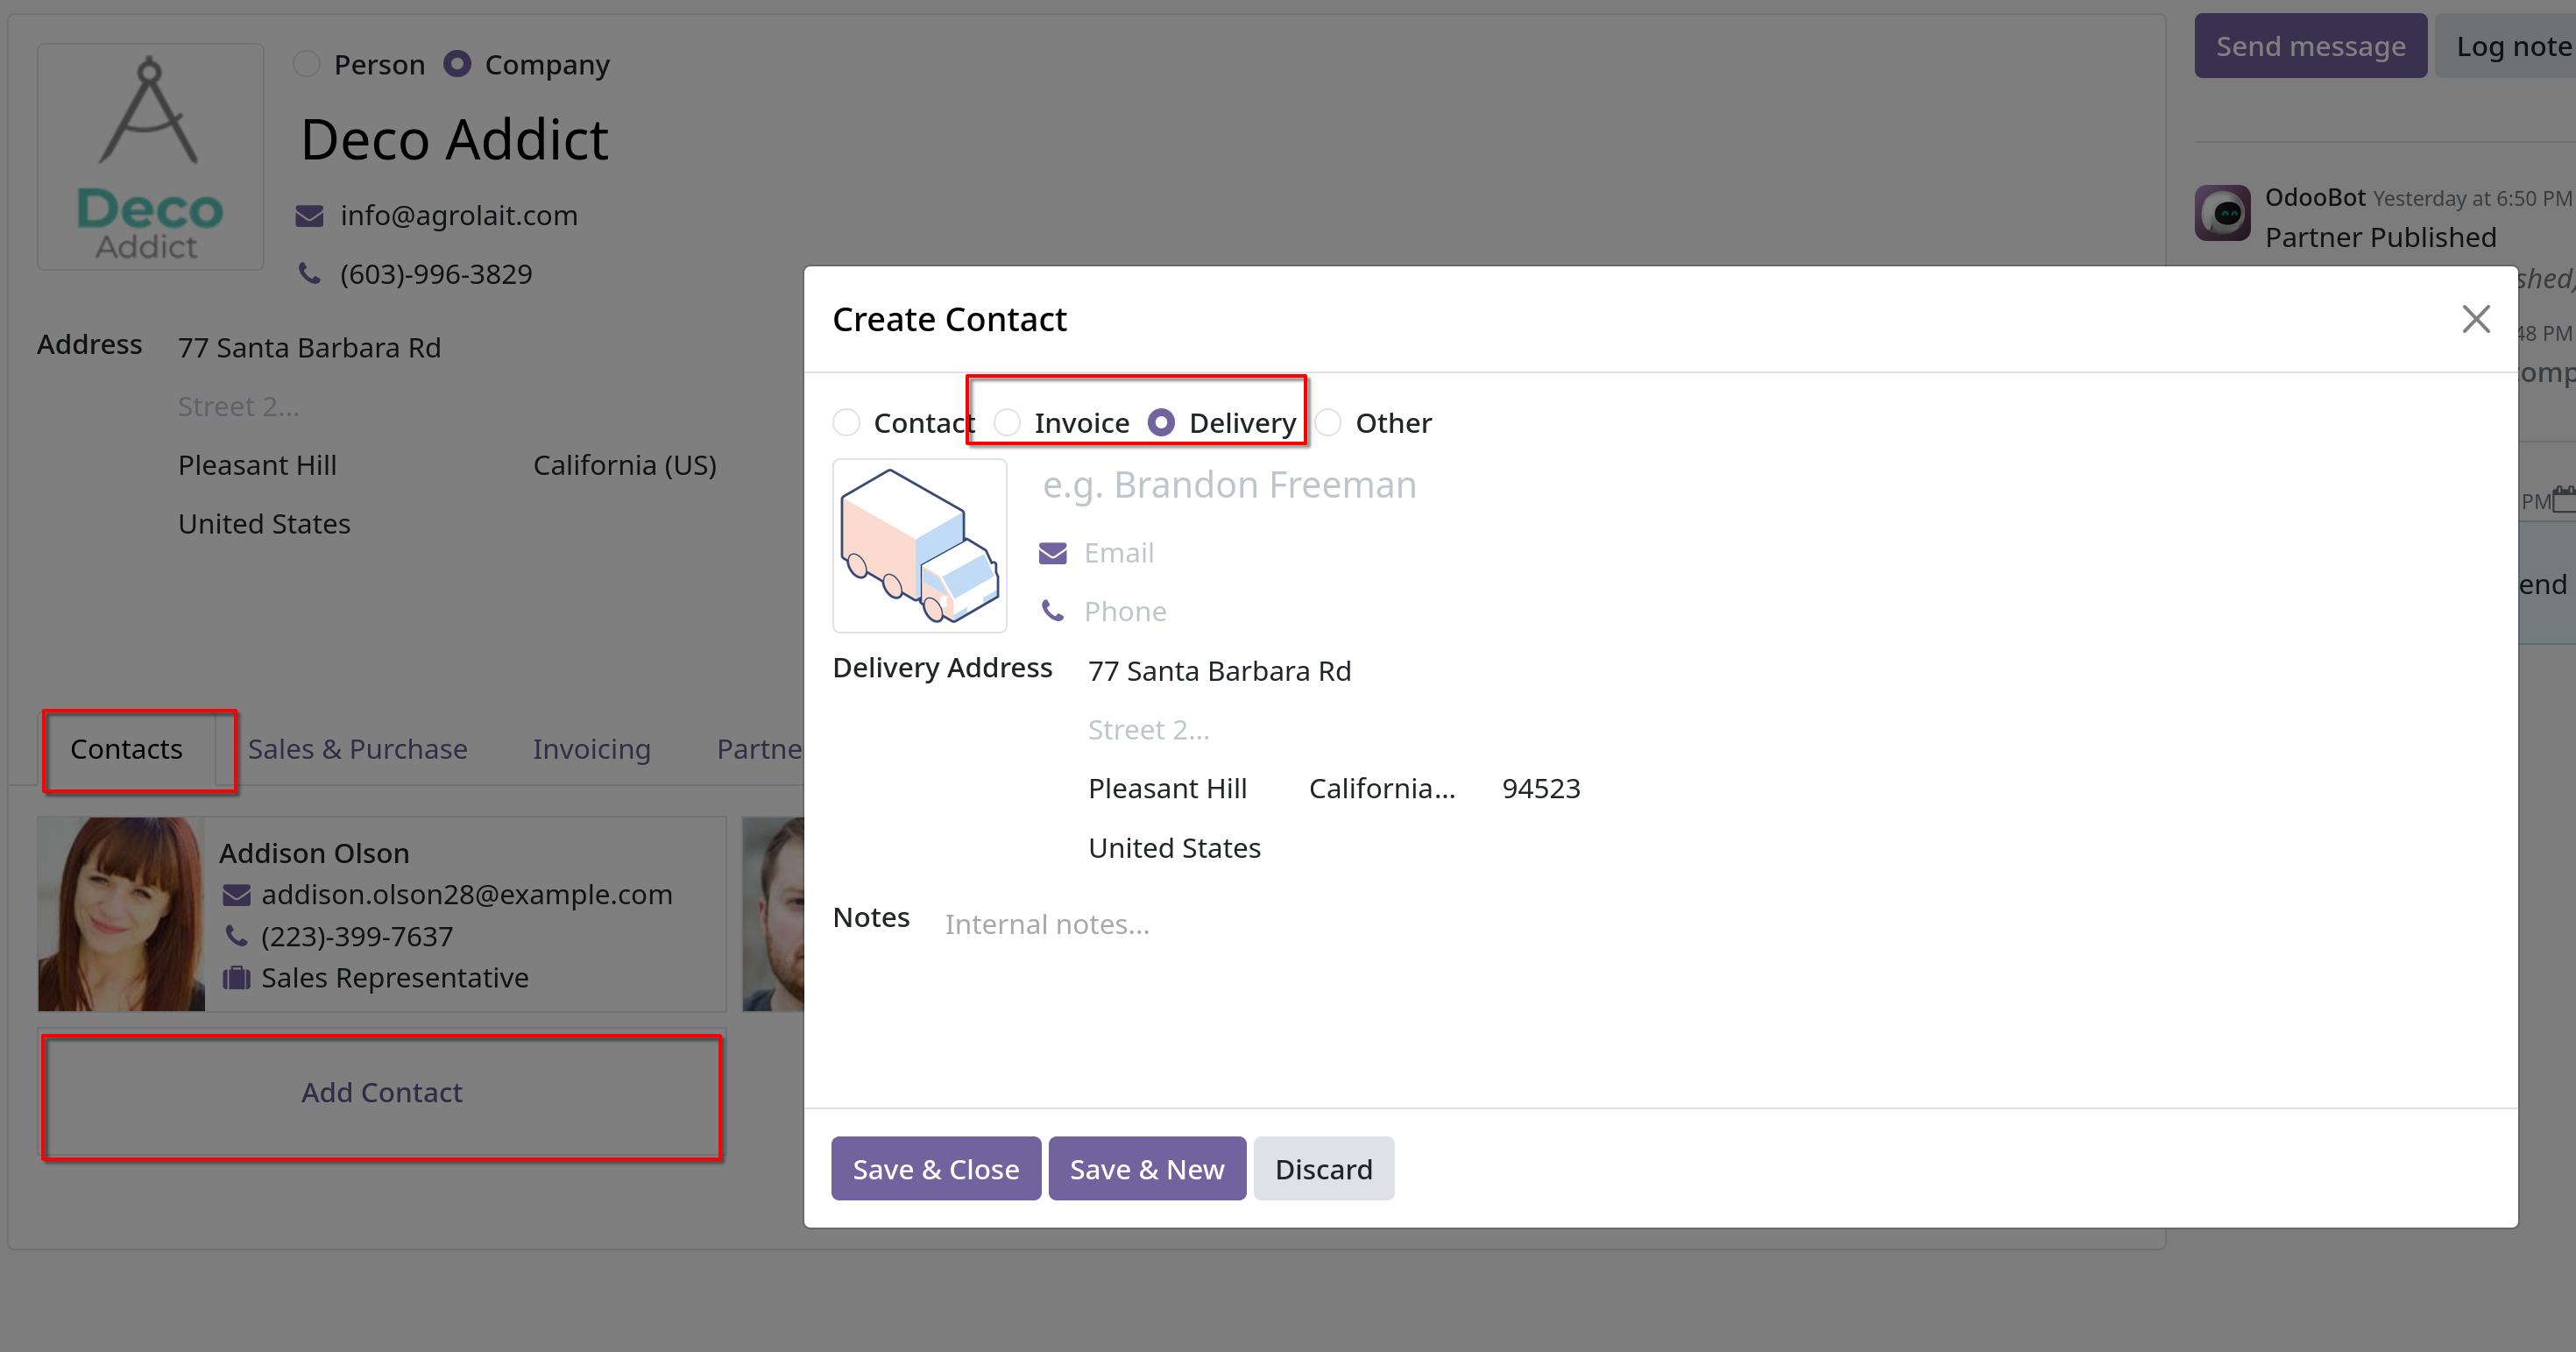 Person Company
Deco Addict
Deco
Addict
info@agrolait.com
(603)-996-3829
Address 77 Santa Barbara Rd
Street 2...
Pleasant Hill California (US)
United States
Contacts Sales & Purchase Invoicing Partne
Addison Olson
addison.olson28@example.com
(223)-399-7637
Sales Representative
Add Contact
Send message Log note
OdooBot Yesterday at 6:50 PM
Partner Published
shed)
48 PM
omp
PM
end
Create Contact
Contact Invoice Delivery Other
e.g. Brandon Freeman
Email
Phone
Delivery Address 77 Santa Barbara Rd
Street 2...
Pleasant Hill California... 94523
United States
Notes Internal notes...
Save & Close Save & New Discard